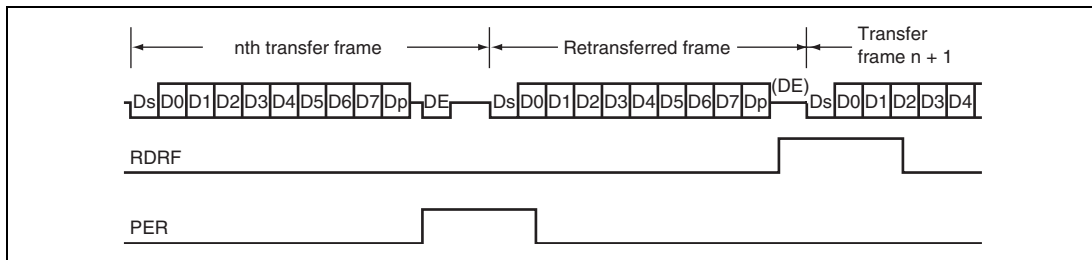 nth transfer frame
Retransferred frame
Transfer
frame n + 1
Ds D0 D1 D2 D3 D4 D5 D6 D7 Dp DE Ds D0 D1 D2 D3 D4 D5 D6 D7 Dp (DE) Ds D0 D1 D2 D3 D4
RDRF
PER